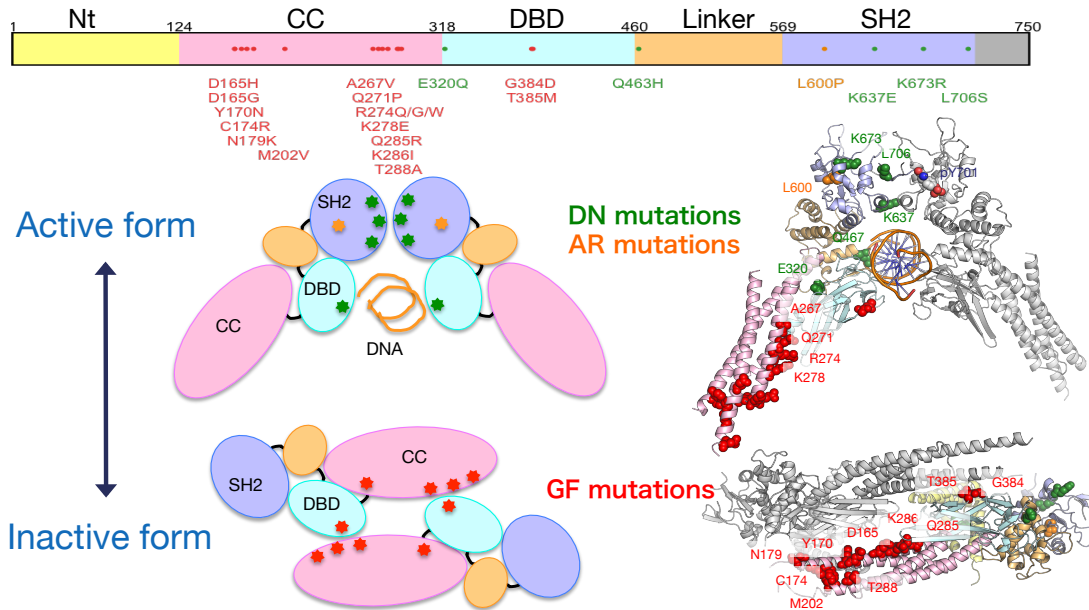 Nt CC DBD Linker SH2
1 124 318 460 569 750
D165H A267V E320Q G384D Q463H L600P K673R
D165G Q271P T385M K637E L706S
Y170N R274Q/G/W
C174R K278E
N179K Q285R
M202V K286I
T288A
Active form
SH2
DBD
CC
DNA
DN mutations
AR mutations
K673
L706
pY701
L600
K637
Q467
E320
A267
Q271
R274
K278
Inactive form
CC
SH2
DBD
GF mutations
T385 G384
K286 Q285
Y170 D165
N179
C174 T288
M202